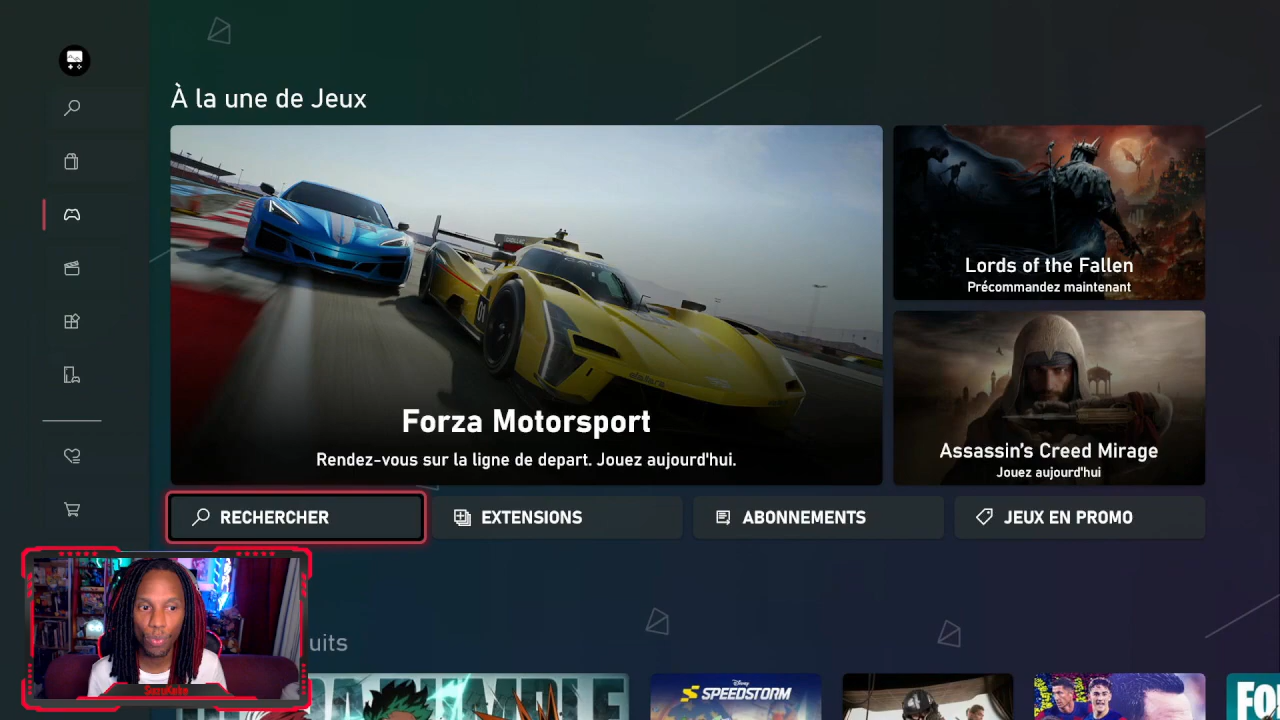 À la une de Jeux
Forza Motorsport
Rendez-vous sur la ligne de depart. Jouez aujourd'hui.
Lords of the Fallen
Précommandez maintenant
Assassin's Creed Mirage
Jouez aujourd'hui
RECHERCHER
EXTENSIONS
ABONNEMENTS
JEUX EN PROMO
uits
Disney
SPEEDSTORM